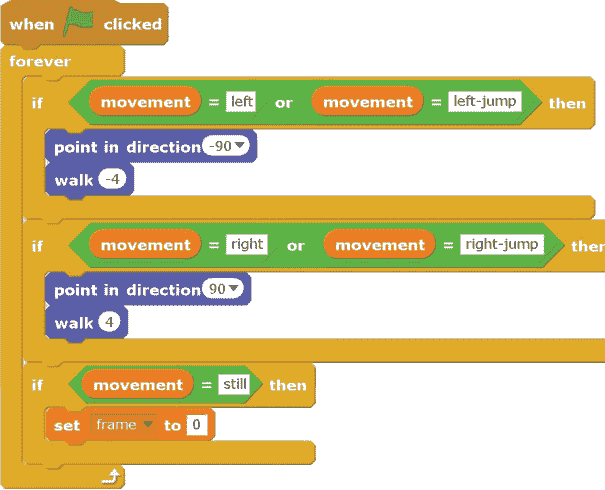 when clicked
forever
if movement = left or movement = left-jump then
point in direction -90
walk -4
if movement = right or movement = right-jump then
point in direction 90
walk 4
if movement = still then
set frame to 0